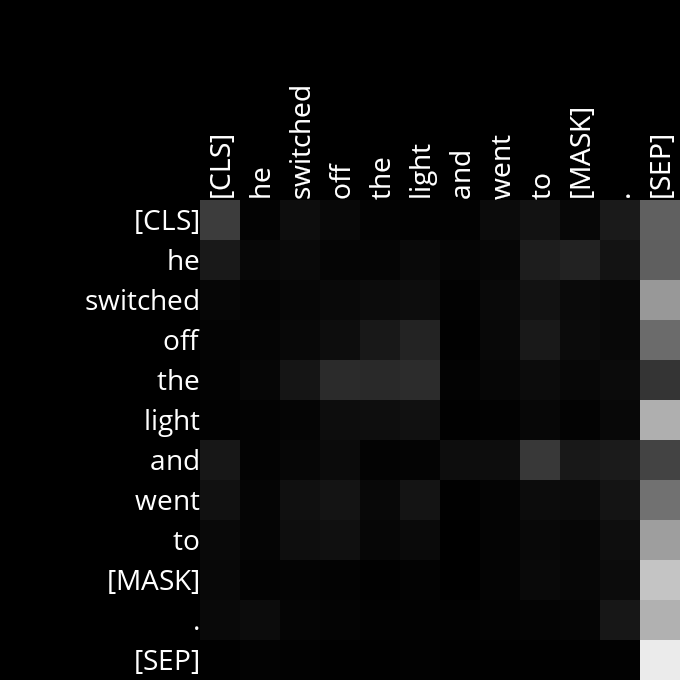 [CLS] he switched off the light and went to [MASK] . [SEP]
[CLS]
he
switched
off
the
light
and
went
to
[MASK]
.
[SEP]